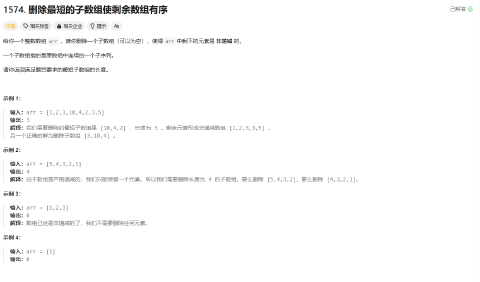 1574. 删除最短的子数组使剩余数组有序
已解答
中等 相关标签 相关企业 提示 Aa
给你一个整数数组 arr ，请你删除一个子数组（可以为空），使得 arr 中剩下的元素是 非递减 的。
一个子数组指的是原数组中连续的一个子序列。
请你返回满足题目要求的最短子数组的长度。
示例 1：
输入：arr = [1,2,3,10,4,2,3,5]
输出：3
解释：我们需要删除的最短子数组是 [10,4,2] ，长度为 3 。剩余元素形成非递减数组 [1,2,3,3,5] 。
另一个正确的解为删除子数组 [3,10,4] 。
示例 2：
输入：arr = [5,4,3,2,1]
输出：4
解释：由于数组是严格递减的，我们只能保留一个元素。所以我们需要删除长度为 4 的子数组，要么删除 [5,4,3,2]，要么删除 [4,3,2,1]。
示例 3：
输入：arr = [1,2,3]
输出：0
解释：数组已经是非递减的了，我们不需要删除任何元素。
示例 4：
输入：arr = [1]
输出：0